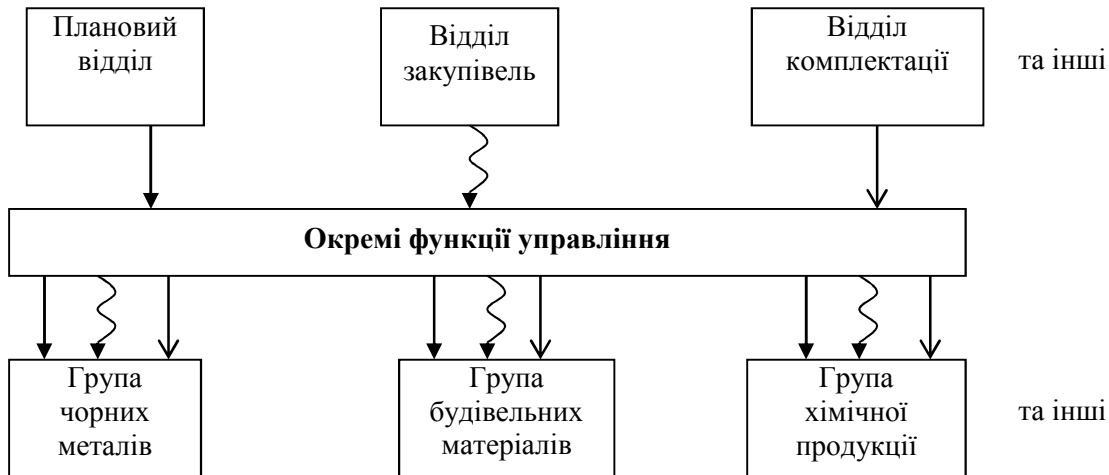 Плановий
відділ
Відділ
закупівель
Відділ
комплектації
та інші
Окремі функції управління
Група
чорних
металів
Група
будівельних
матеріалів
Група
хімічної
продукції
та інші